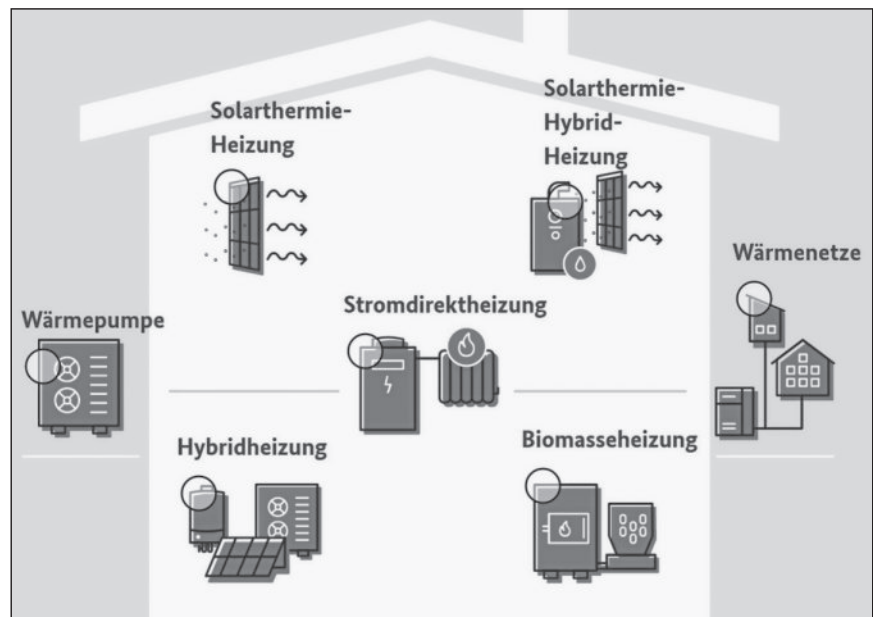 Solarthermie-
Heizung
Solarthermie-
Hybrid-
Heizung
Wärmenetze
Stromdirektheizung
Wärmepumpe
Hybridheizung
Biomasseheizung